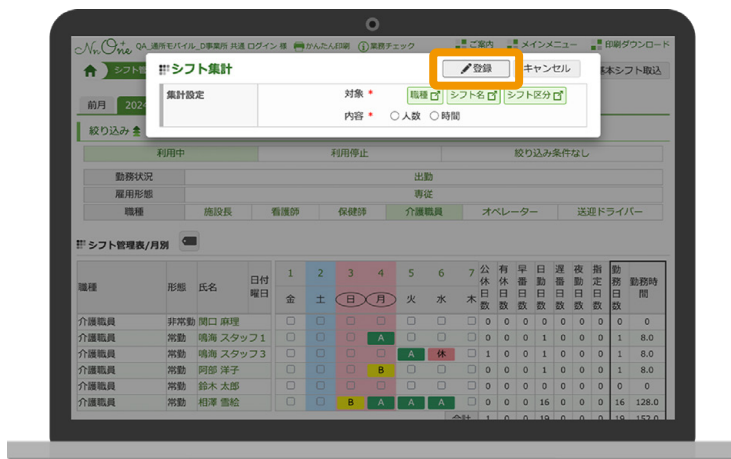 Nr.One QA_通所モバイル_D事業所 共通 ログイン 様 かんたん印刷 業務チェック ご案内 メインメニュー 印刷ダウンロード
シフト管
シフト集計 登録 キャンセル
基本シフト取込
集計設定 対象 * 職種 シフト名 シフト区分
内容 * 人数 時間
前月 2024
絞り込み
利用中 利用停止 絞り込み条件なし
勤務状況 出勤
雇用形態 専従
職種 施設長 看護師 保健師 介護職員 オペレーター 送迎ドライバー
シフト管理表/月別
職種 形態 氏名 日付 曜日 1 2 3 4 5 6 7 公休日数 有休日数 早番日数 日勤日数 遅番日数 夜勤日数 指定日数 勤務日数 勤務時間
金 土 日 月 火 水 木
介護職員 非常勤 関口 麻理 0 0 0 0 0 0 0 0 0
介護職員 常勤 鳴海 スタッフ1 A 0 0 0 1 0 0 0 1 8.0
介護職員 常勤 鳴海 スタッフ3 A 休 1 0 0 1 0 0 0 1 8.0
介護職員 常勤 阿部 洋子 B 0 0 0 1 0 0 0 1 8.0
介護職員 常勤 鈴木 太郎 0 0 0 0 0 0 0 0 0
介護職員 常勤 相澤 雪絵 B A A A 0 0 0 16 0 0 0 16 128.0
合計 1 0 0 19 0 0 0 19 152.0